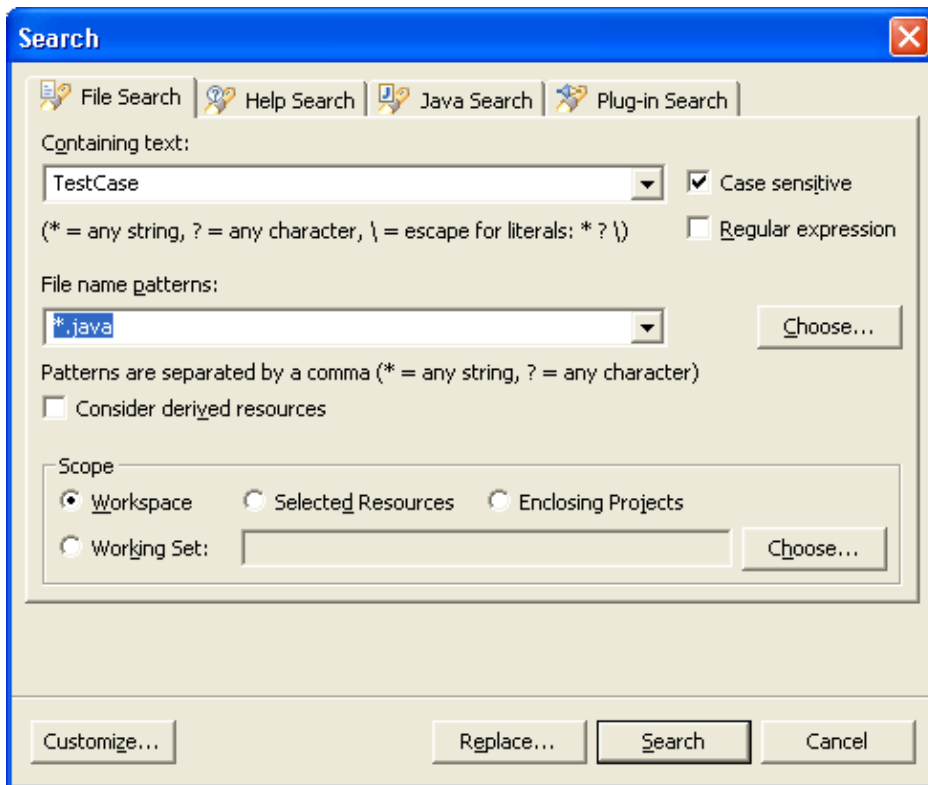 Search
File Search Help Search Java Search Plug-in Search
Containing text:
TestCase Case sensitive
(* = any string, ? = any character, \ = escape for literals: * ? \) Regular expression
File name patterns:
*.java Choose...
Patterns are separated by a comma (* = any string, ? = any character)
Consider derived resources
Scope
Workspace Selected Resources Enclosing Projects
Working Set: Choose...
Customize... Replace... Search Cancel